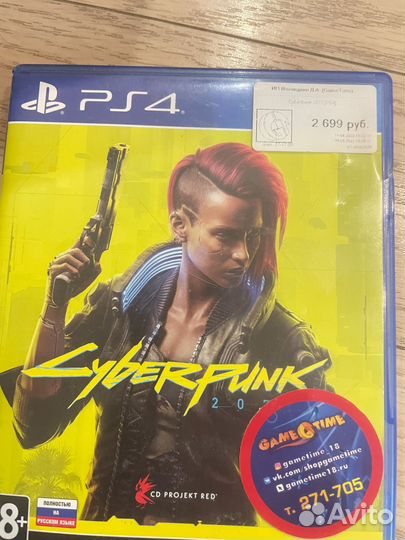 PS4
2 699 руб.
Cyberpunk
CD PROJEKT RED
8+
ПОЛНОСТЬЮ
НА
РУССКОМ ЯЗЫКЕ
GAME TIME
gametime_18
vk.com/shopgametime
gametime18.ru
т. 271-705
Avito